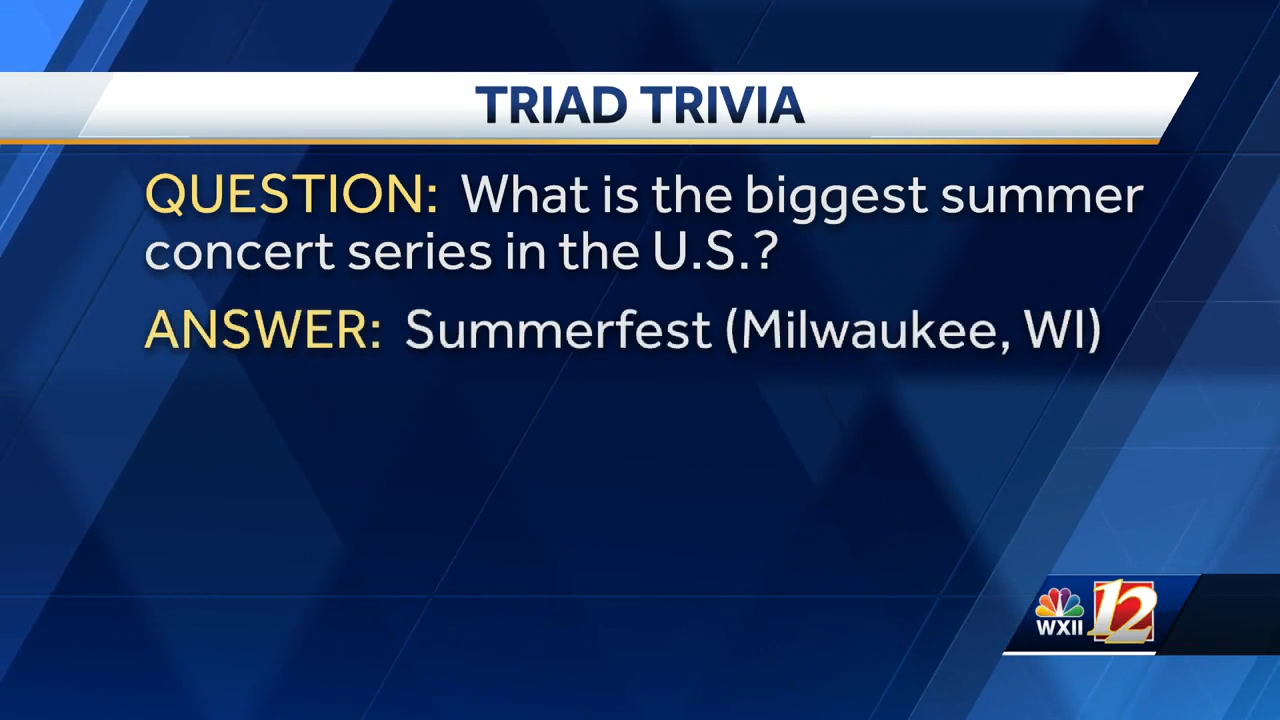 TRIAD TRIVIA
QUESTION: What is the biggest summer
concert series in the U.S.?
ANSWER: Summerfest (Milwaukee, WI)
WXII 12